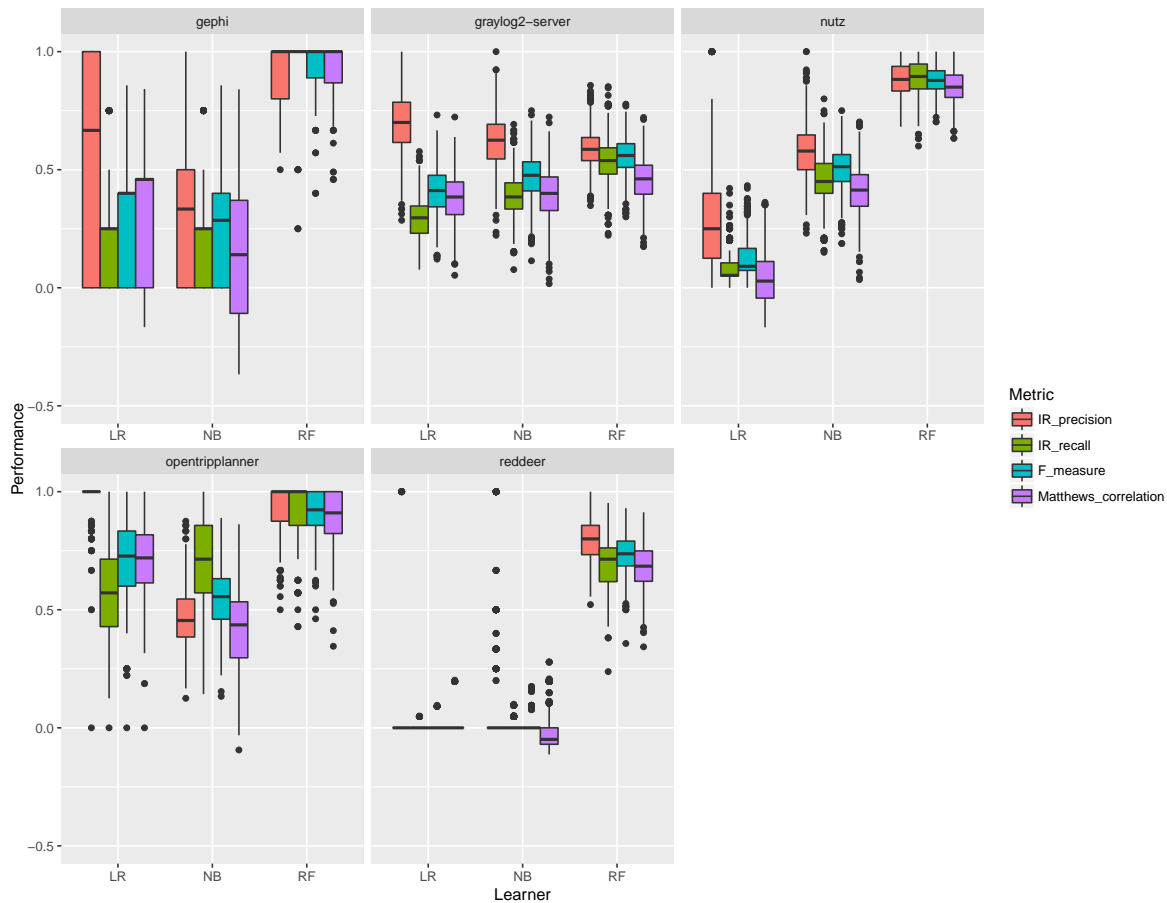 gephi
graylog2−server
nutz
1.0
0.5
0.0
−0.5
LR
NB
RF
LR
NB
RF
LR
NB
RF
opentripplanner
reddeer
1.0
0.5
0.0
−0.5
LR
NB
RF
LR
NB
RF
Learner
Performance
Metric
IR_precision
IR_recall
F_measure
Matthews_correlation